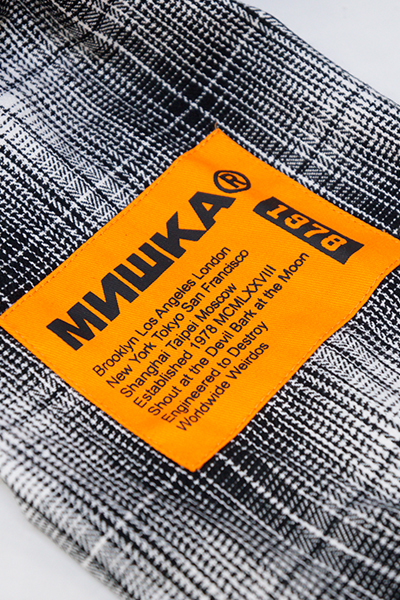 МИШКА®
1978
Brooklyn Los Angeles London
New York Tokyo San Francisco
Shanghai Taipei Moscow
Established 1978 MCMLXXVIII
Shout at the Devil Bark at the Moon
Engineered to Destroy
Worldwide Weirdos